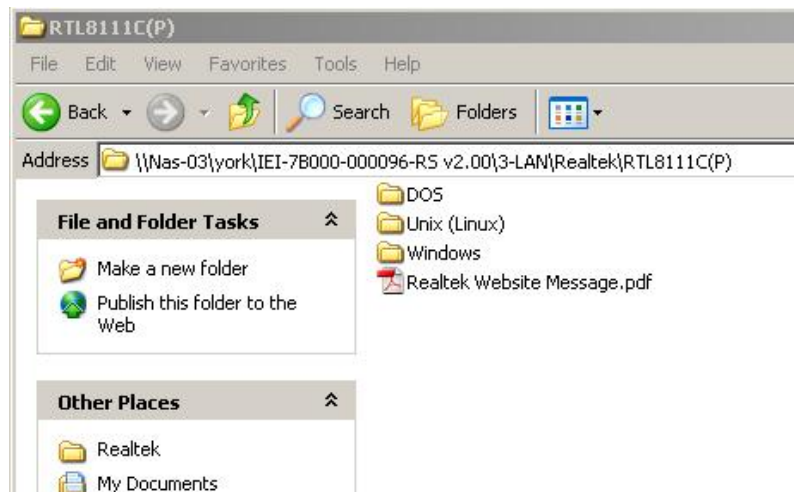 RTL8111C(P)
File Edit View Favorites Tools Help
Back Search Folders
Address \\Nas-03\york\IEI-7B000-000096-RS v2.00\3-LAN\Realtek\RTL8111C(P)
File and Folder Tasks
Make a new folder
Publish this folder to the
Web
Other Places
Realtek
My Documents
DOS
Unix (Linux)
Windows
Realtek Website Message.pdf